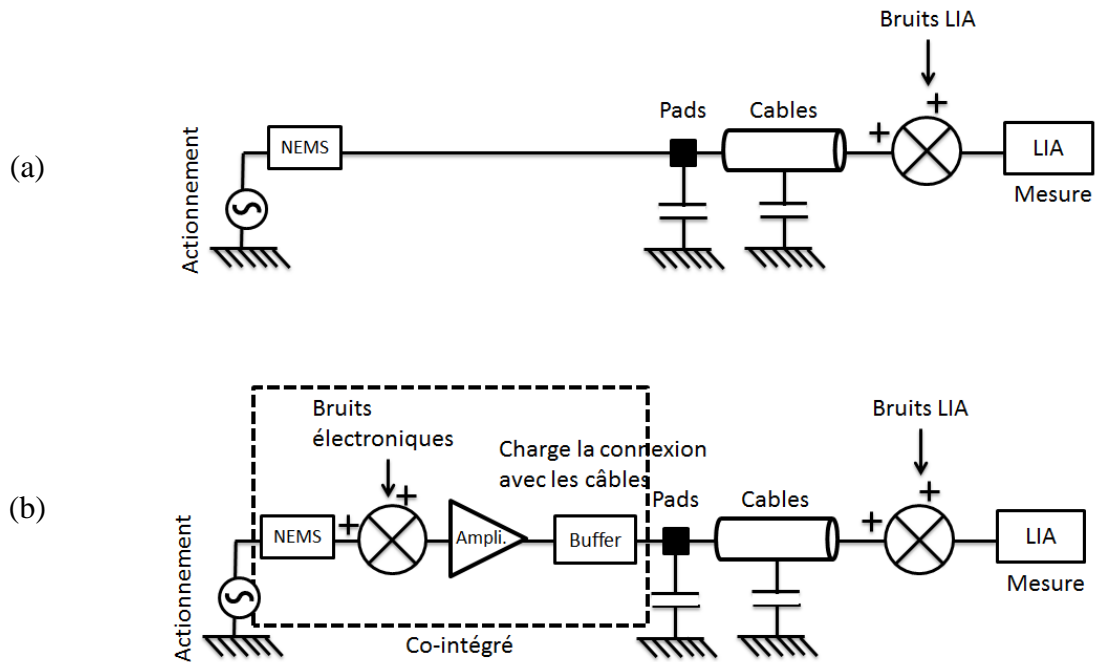 (a)
Actionnement
NEMS
Pads
Cables
Bruits LIA
+
+
LIA
Mesure
(b)
Actionnement
Bruits
électroniques
NEMS
+
+
Ampli.
Charge la connexion
avec les câbles
Buffer
Co-intégré
Pads
Cables
Bruits LIA
+
+
LIA
Mesure